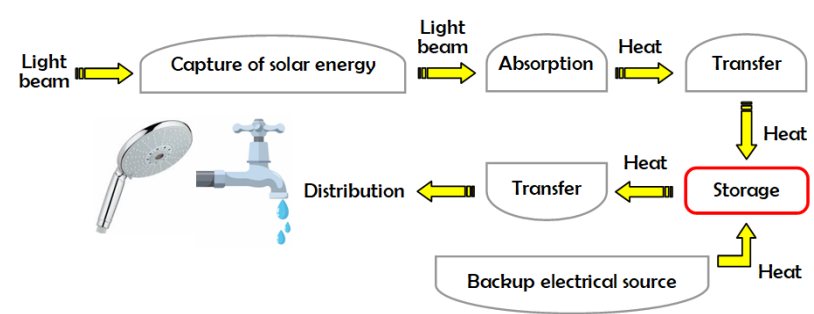 Light
beam
Capture of solar energy
Light
beam
Absorption
Heat
Transfer
Heat
Storage
Heat
Transfer
Distribution
Backup electrical source
Heat